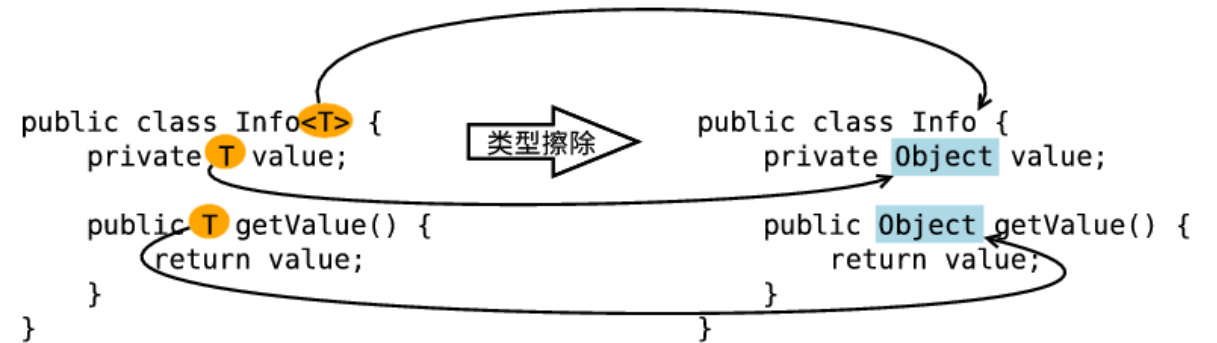 public class Info<T> {
    private T value;
    public T getValue() {
        return value;
    }
}
类型擦除
public class Info {
    private Object value;
    public Object getValue() {
        return value;
    }
}